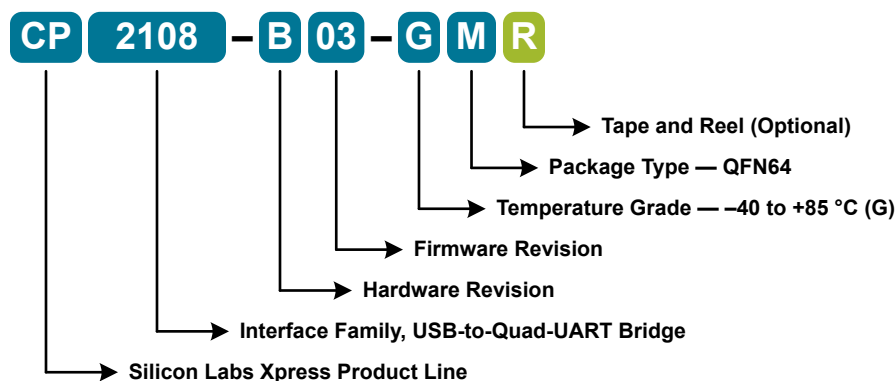 CP 2108 – B 03 – G M R
Tape and Reel (Optional)
Package Type — QFN64
Temperature Grade — –40 to +85 °C (G)
Firmware Revision
Hardware Revision
Interface Family, USB-to-Quad-UART Bridge
Silicon Labs Xpress Product Line